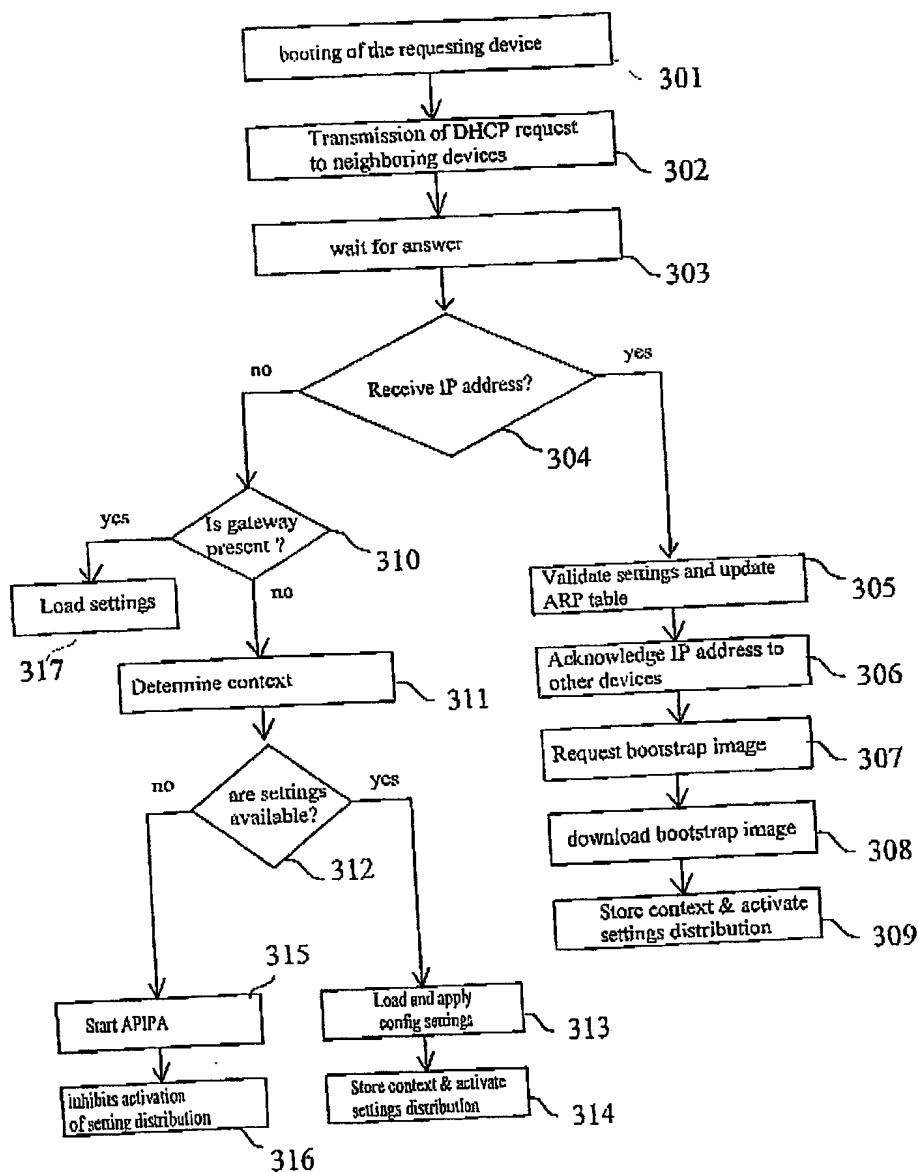 booting of the requesting device
301
Transmission of DHCP request
to neighboring devices
302
wait for answer
303
no
yes
Receive IP address?
304
yes
Is gateway
present ?
310
no
Load settings
317
Validate settings and update
ARP table
305
Acknowledge IP address to
other devices
306
Determine context
311
Request bootstrap image
307
no
yes
are settings
available?
312
download bootstrap image
308
Store context & activate
settings distribution
309
315
Start APIPA
Load and apply
config settings
313
inhibits activation
of setting distribution
316
Store context & activate
settings distribution
314